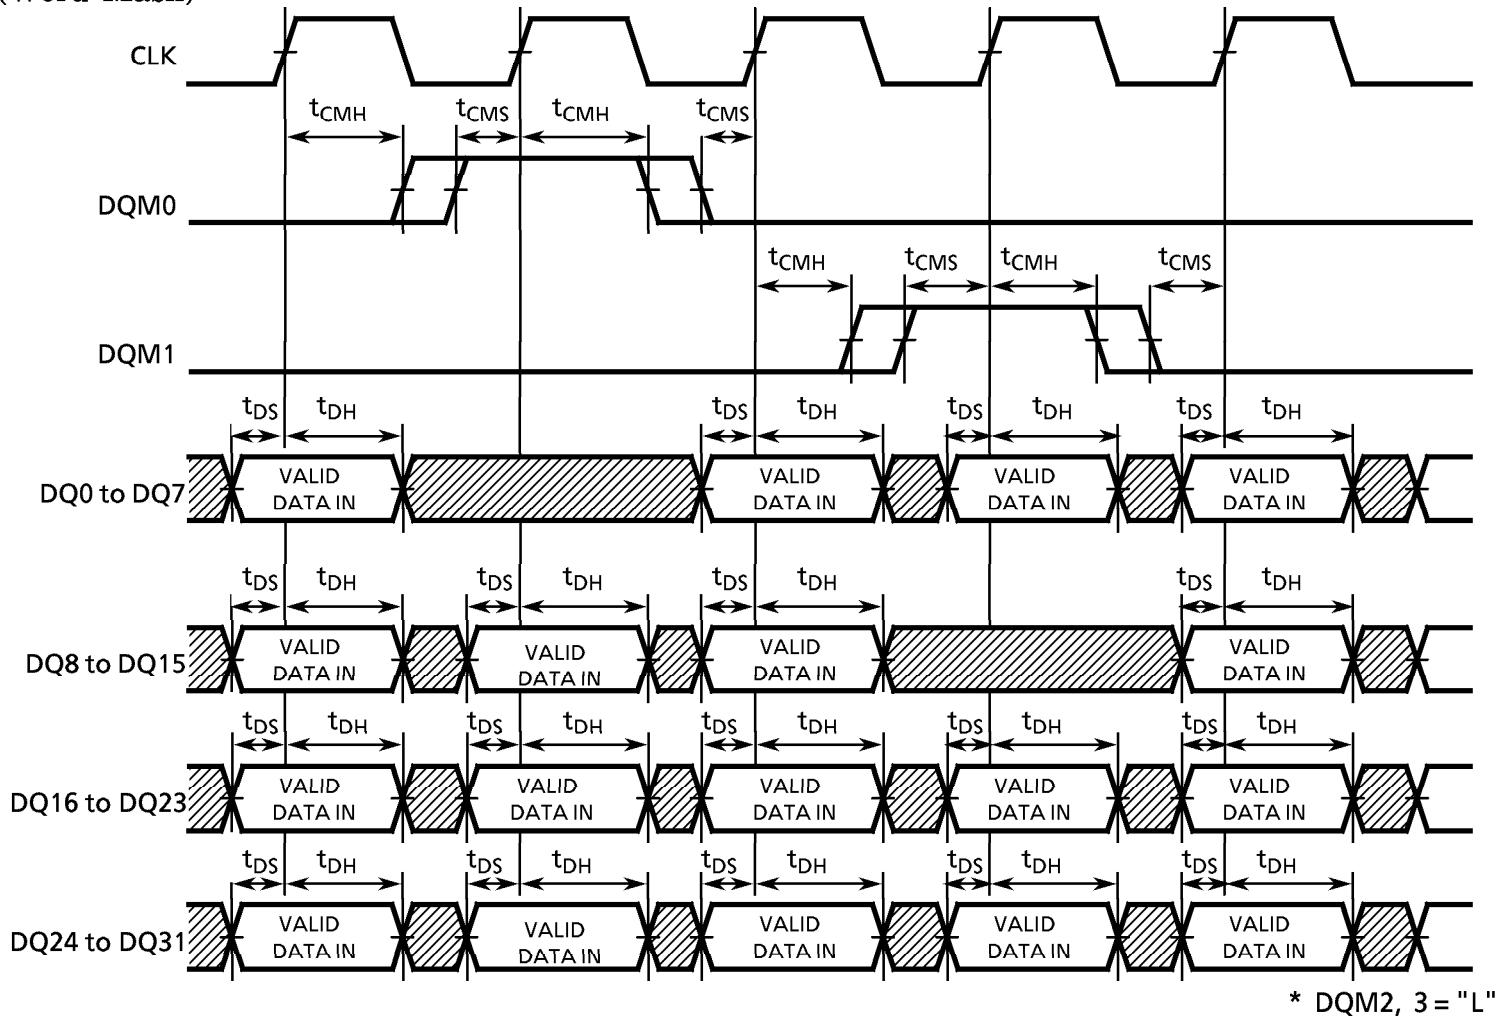 CLK
tCMH tCMS tCMH tCMS
DQM0
tCMH tCMS tCMH tCMS
DQM1
tDS tDH tDS tDH tDS tDH tDS tDH
DQ0 to DQ7
VALID DATA IN
VALID DATA IN
VALID DATA IN
VALID DATA IN
tDS tDH tDS tDH tDS tDH tDS tDH
DQ8 to DQ15
VALID DATA IN
VALID DATA IN
VALID DATA IN
VALID DATA IN
tDS tDH tDS tDH tDS tDH tDS tDH tDS tDH
DQ16 to DQ23
VALID DATA IN
VALID DATA IN
VALID DATA IN
VALID DATA IN
VALID DATA IN
tDS tDH tDS tDH tDS tDH tDS tDH tDS tDH
DQ24 to DQ31
VALID DATA IN
VALID DATA IN
VALID DATA IN
VALID DATA IN
VALID DATA IN
* DQM2, 3 = "L"